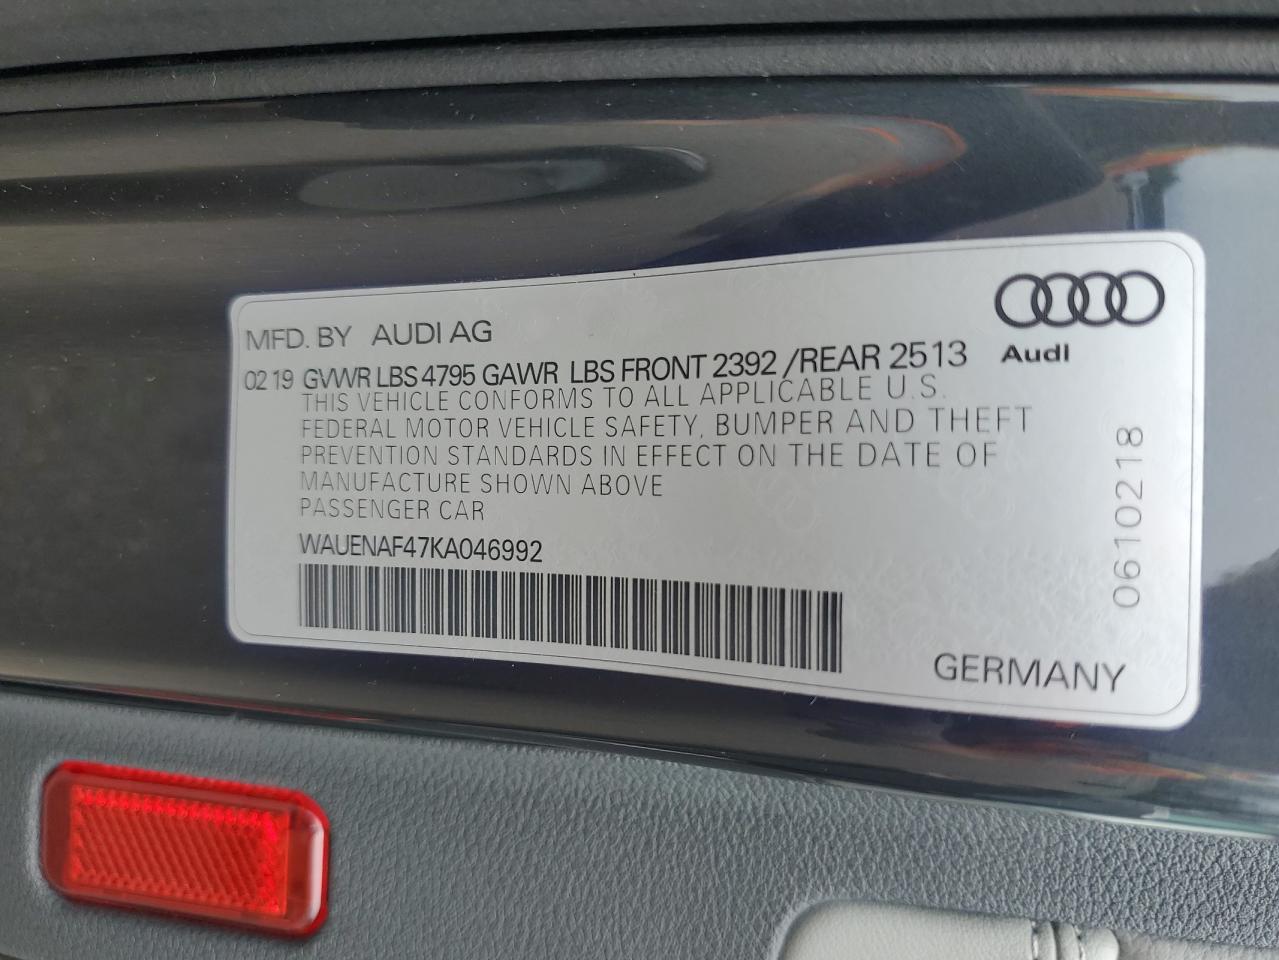 MFD. BY AUDI AG
Audi
02 19 GVWR LBS 4795 GAWR LBS FRONT 2392 /REAR 2513
THIS VEHICLE CONFORMS TO ALL APPLICABLE U.S.
FEDERAL MOTOR VEHICLE SAFETY, BUMPER AND THEFT
PREVENTION STANDARDS IN EFFECT ON THE DATE OF
MANUFACTURE SHOWN ABOVE
PASSENGER CAR
WAUENAF47KA046992
06102218
GERMANY